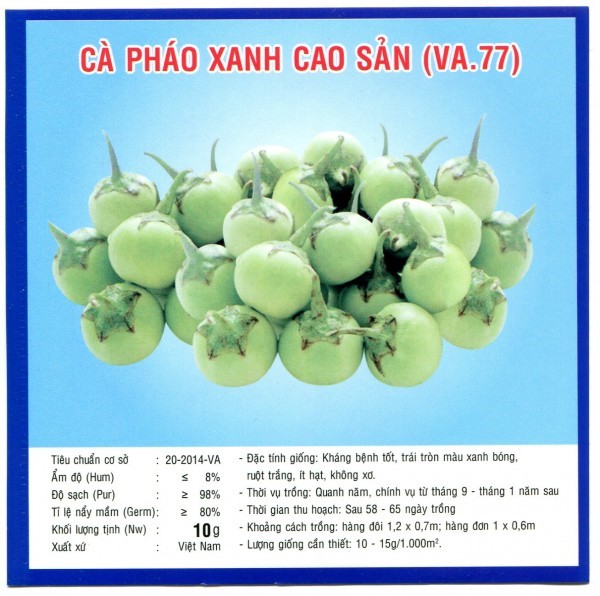 CÀ PHÁO XANH CAO SẢN (VA.77)
Tiêu chuẩn cơ sở : 20-2014-VA
Ẩm độ (Hum) : ≤ 8%
Độ sạch (Pur) : ≥ 98%
Tỉ lệ nẩy mầm (Germ): ≥ 80%
Khối lượng tịnh (Nw) : 10g
Xuất xứ : Việt Nam
- Đặc tính giống: Kháng bệnh tốt, trái tròn màu xanh bóng,
ruột trắng, ít hạt, không xơ.
- Thời vụ trồng: Quanh năm, chính vụ từ tháng 9 - tháng 1 năm sau
- Thời gian thu hoạch: Sau 58 - 65 ngày trồng
- Khoảng cách trồng: hàng đôi 1,2 x 0,7m; hàng đơn 1 x 0,6m
- Lượng giống cần thiết: 10 - 15g/1.000m².